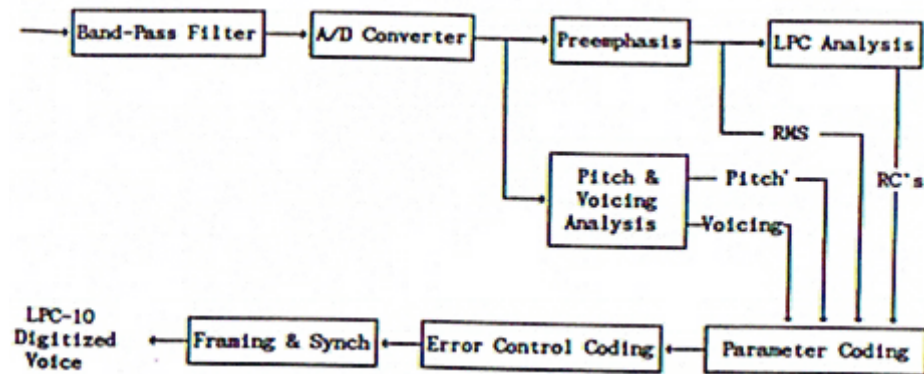 Band-Pass Filter
A/D Converter
Preemphasis
LPC Analysis
RMS
Pitch &
Voicing
Analysis
Pitch'
RC's
Voicing
LPC-10
Digitized
Voice
Framing & Synch
Error Control Coding
Parameter Coding